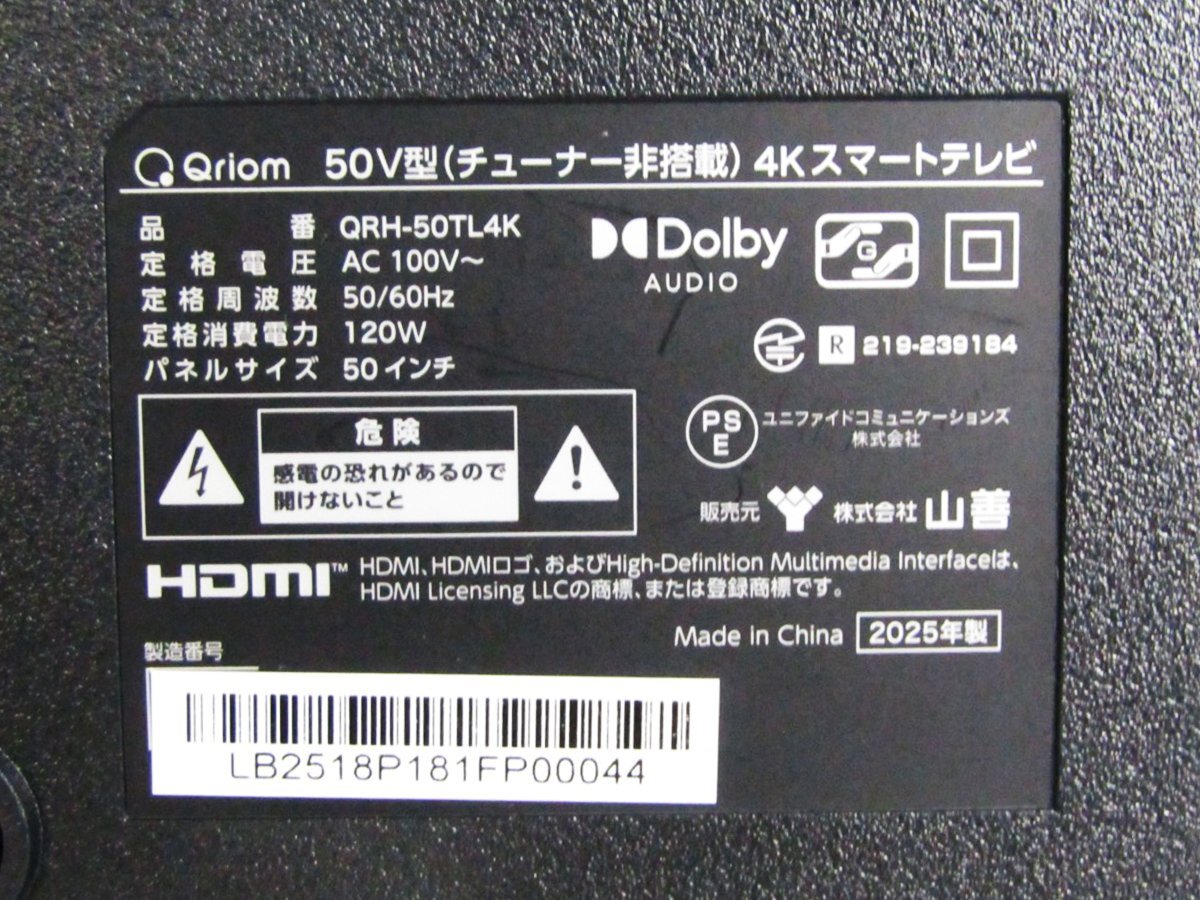 Qriom 50V型(チューナー非搭載) 4Kスマートテレビ
品番 QRH-50TL4K
定格電圧 AC 100V～
定格周波数 50/60Hz
定格消費電力 120W
パネルサイズ 50インチ
Dolby
AUDIO
G
R 219-239184
危険
感電の恐れがあるので
開けないこと
PS
E
ユニファイドコミュニケーションズ
株式会社
販売元 株式会社 山善
HDMI™ HDMI、HDMIロゴ、およびHigh-Definition Multimedia Interfaceは、
HDMI Licensing LLCの商標、または登録商標です。
Made in China 2025年製
製造番号
LB2518P181FP00044